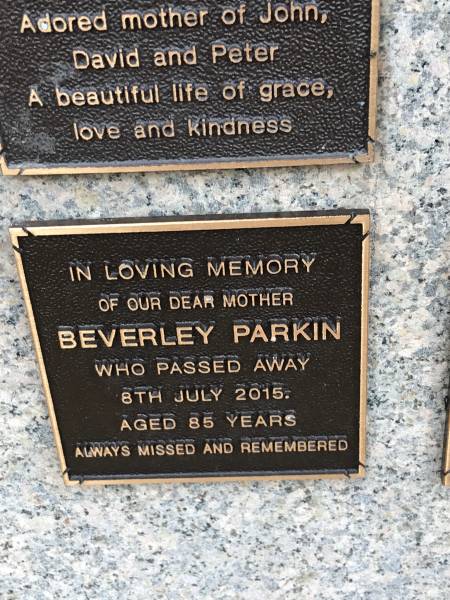 Adored mother of John,
David and Peter
A beautiful life of grace,
love and kindness
IN LOVING MEMORY
OF OUR DEAR MOTHER
BEVERLEY PARKIN
WHO PASSED AWAY
8TH JULY 2015.
AGED 85 YEARS
ALWAYS MISSED AND REMEMBERED